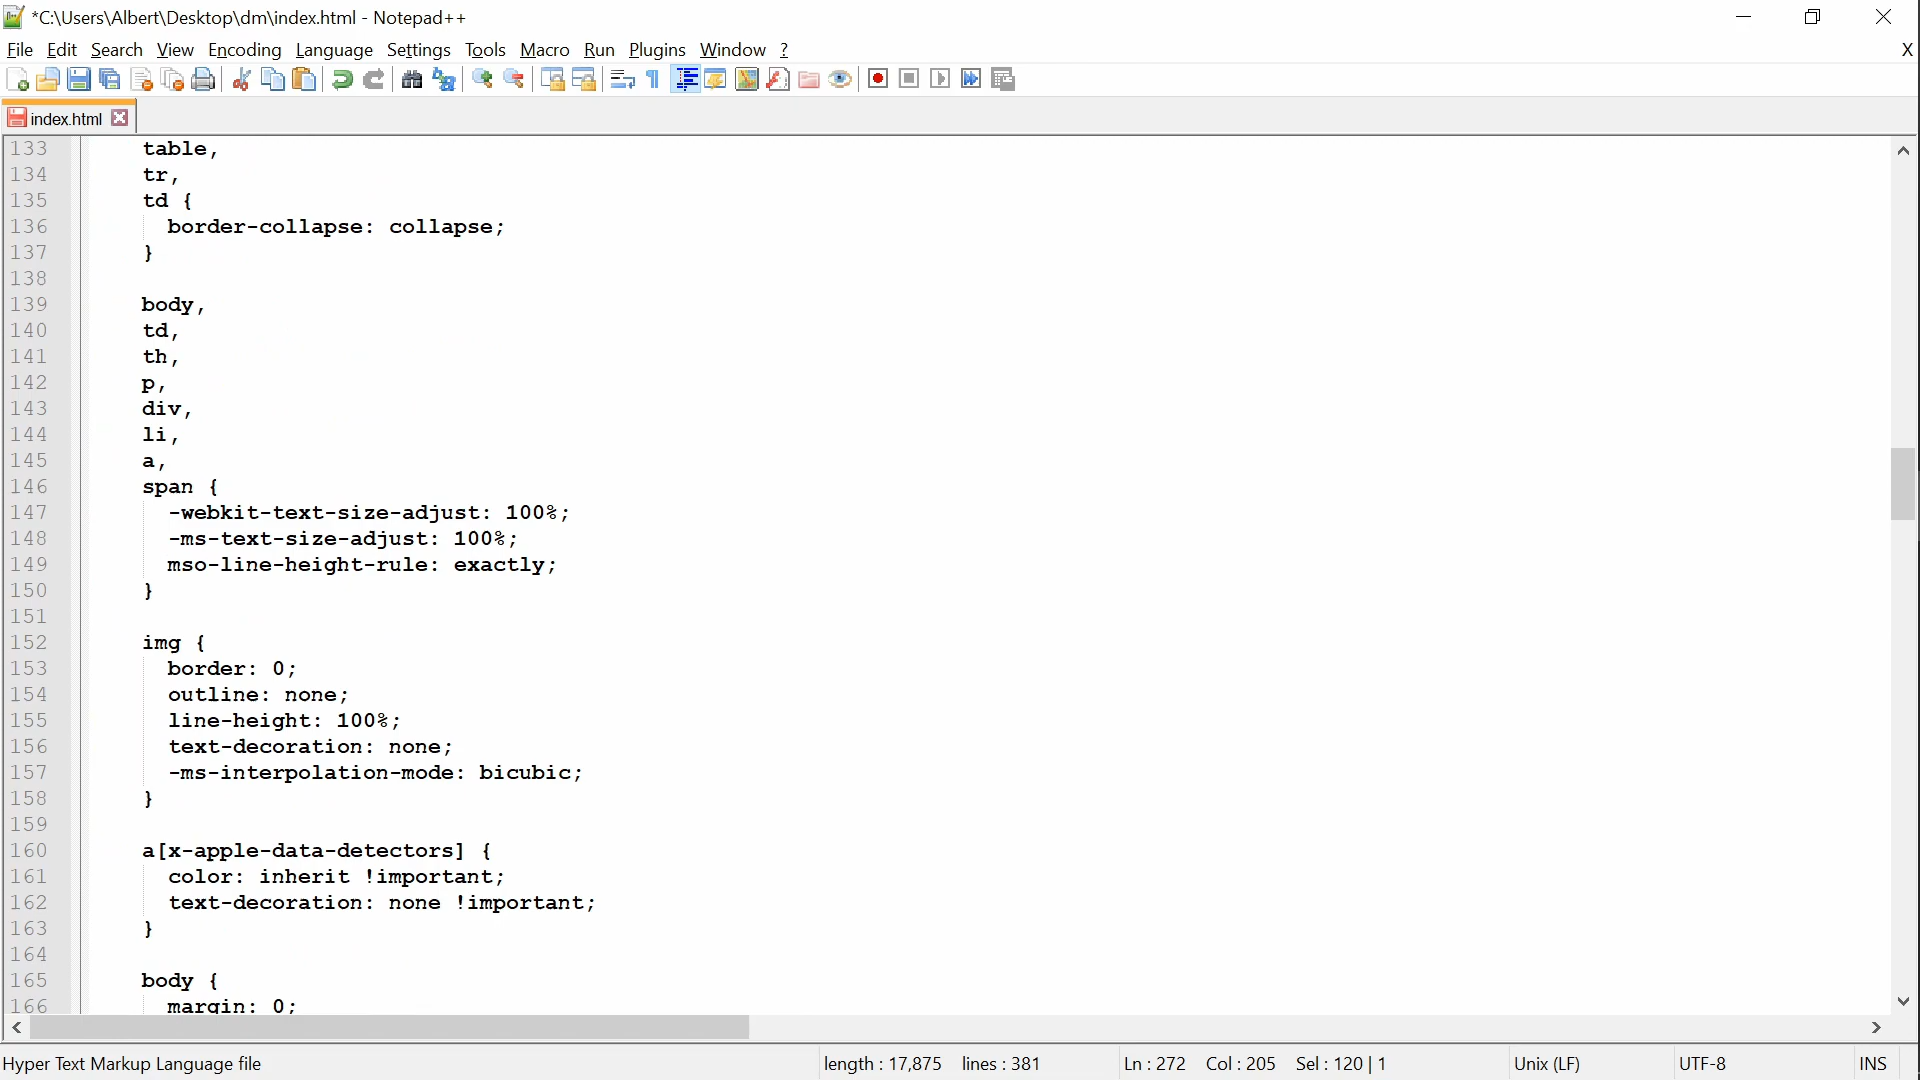 *C:\Users\Albert\Desktop\dm\index.html - Notepad++
File Edit Search View Encoding Language Settings Tools Macro Run Plugins Window ? X
index.html
133 table,
134 tr,
135 td {
136 border-collapse: collapse;
137 }
138
139 body,
140 td,
141 th,
142 p,
143 div,
144 li,
145 a,
146 span {
147 -webkit-text-size-adjust: 100%;
148 -ms-text-size-adjust: 100%;
149 mso-line-height-rule: exactly;
150 }
151
152 img {
153 border: 0;
154 outline: none;
155 line-height: 100%;
156 text-decoration: none;
157 -ms-interpolation-mode: bicubic;
158 }
159
160 a[x-apple-data-detectors] {
161 color: inherit !important;
162 text-decoration: none !important;
163 }
164
165 body {
166 margin: 0;
Hyper Text Markup Language file length : 17,875 lines : 381 Ln : 272 Col : 205 Sel : 120 | 1 Unix (LF) UTF-8 INS